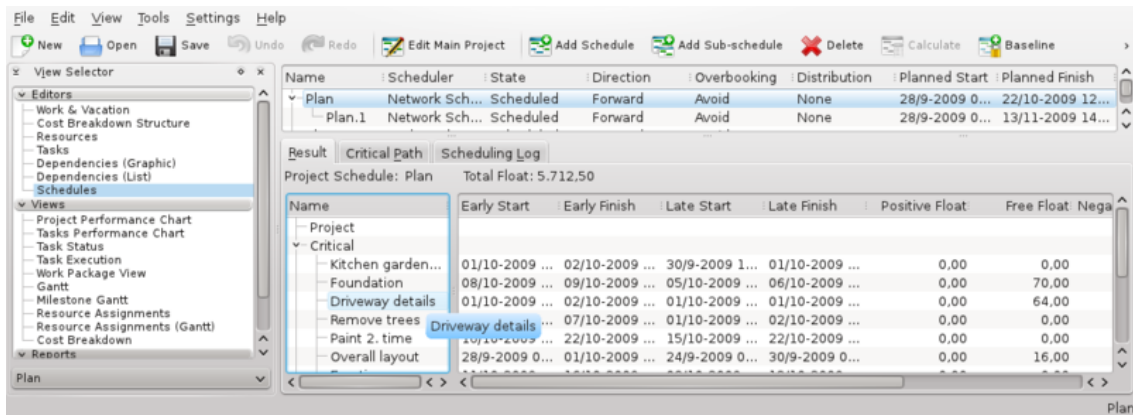 File Edit View Tools Settings Help
New Open Save Undo Redo Edit Main Project Add Schedule Add Sub-schedule Delete Calculate Baseline
View Selector
Editors
Work & Vacation
Cost Breakdown Structure
Resources
Tasks
Dependencies (Graphic)
Dependencies (List)
Schedules
Views
Project Performance Chart
Tasks Performance Chart
Task Status
Task Execution
Work Package View
Gantt
Milestone Gantt
Resource Assignments
Resource Assignments (Gantt)
Cost Breakdown
Reports
Plan
Name Scheduler State Direction Overbooking Distribution Planned Start Planned Finish
Plan Network Sch... Scheduled Forward Avoid None 28/9-2009 0... 22/10-2009 12...
Plan.1 Network Sch... Scheduled Forward Avoid None 28/9-2009 0... 13/11-2009 14...
Result Critical Path Scheduling Log
Project Schedule: Plan Total Float: 5.712,50
Name Early Start Early Finish Late Start Late Finish Positive Float Free Float Nega
Project
Critical
Kitchen garden... 01/10-2009 ... 02/10-2009 ... 30/9-2009 1... 01/10-2009 ... 0,00 0,00
Foundation 08/10-2009 ... 09/10-2009 ... 05/10-2009 ... 06/10-2009 ... 0,00 70,00
Driveway details 01/10-2009 ... 02/10-2009 ... 01/10-2009 ... 01/10-2009 ... 0,00 64,00
Remove trees ... 07/10-2009 ... 01/10-2009 ... 02/10-2009 ... 0,00 0,00
Driveway details
Paint 2. time ... 22/10-2009 ... 15/10-2009 ... 22/10-2009 ... 0,00 0,00
Overall layout 28/9-2009 0... 01/10-2009 ... 24/9-2009 0... 30/9-2009 0... 0,00 16,00
Plan